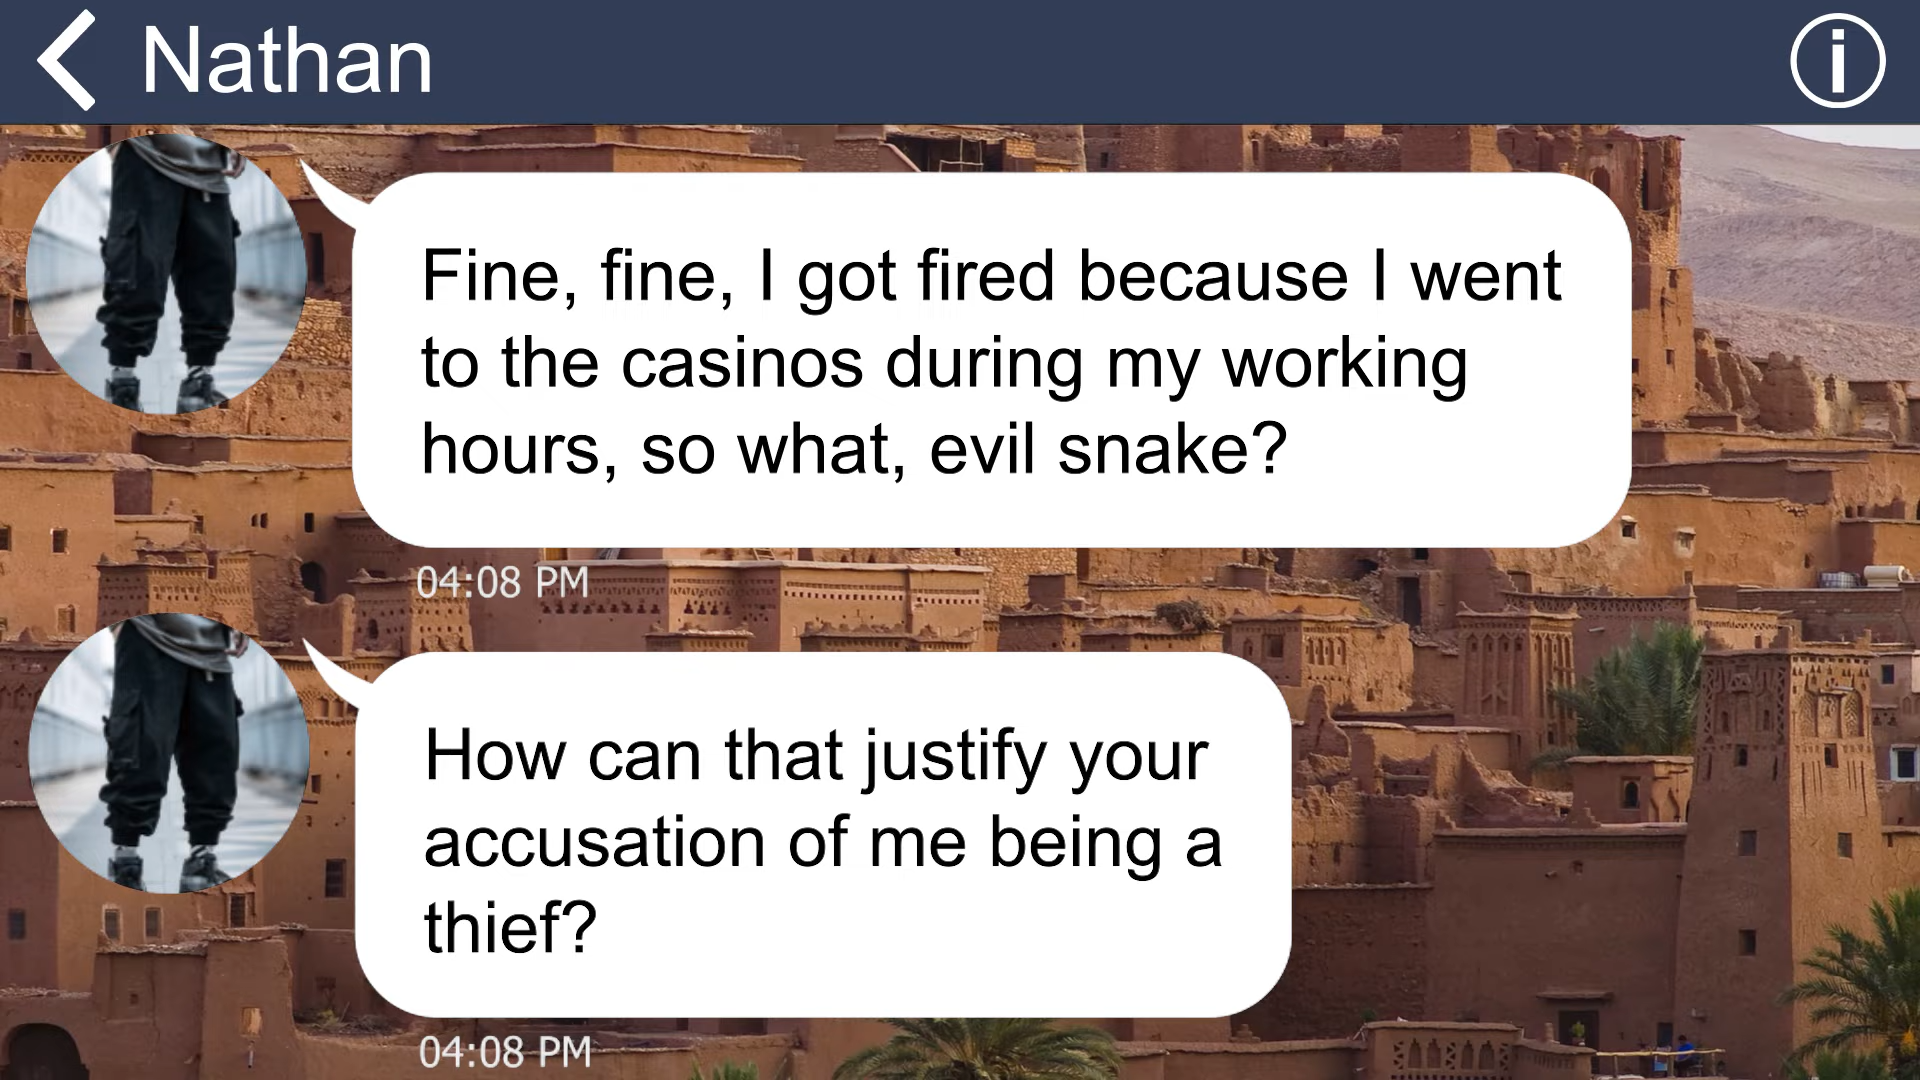 Nathan
Fine, fine, I got fired because I went
to the casinos during my working
hours, so what, evil snake?
04:08 PM
How can that justify your
accusation of me being a
thief?
04:08 PM